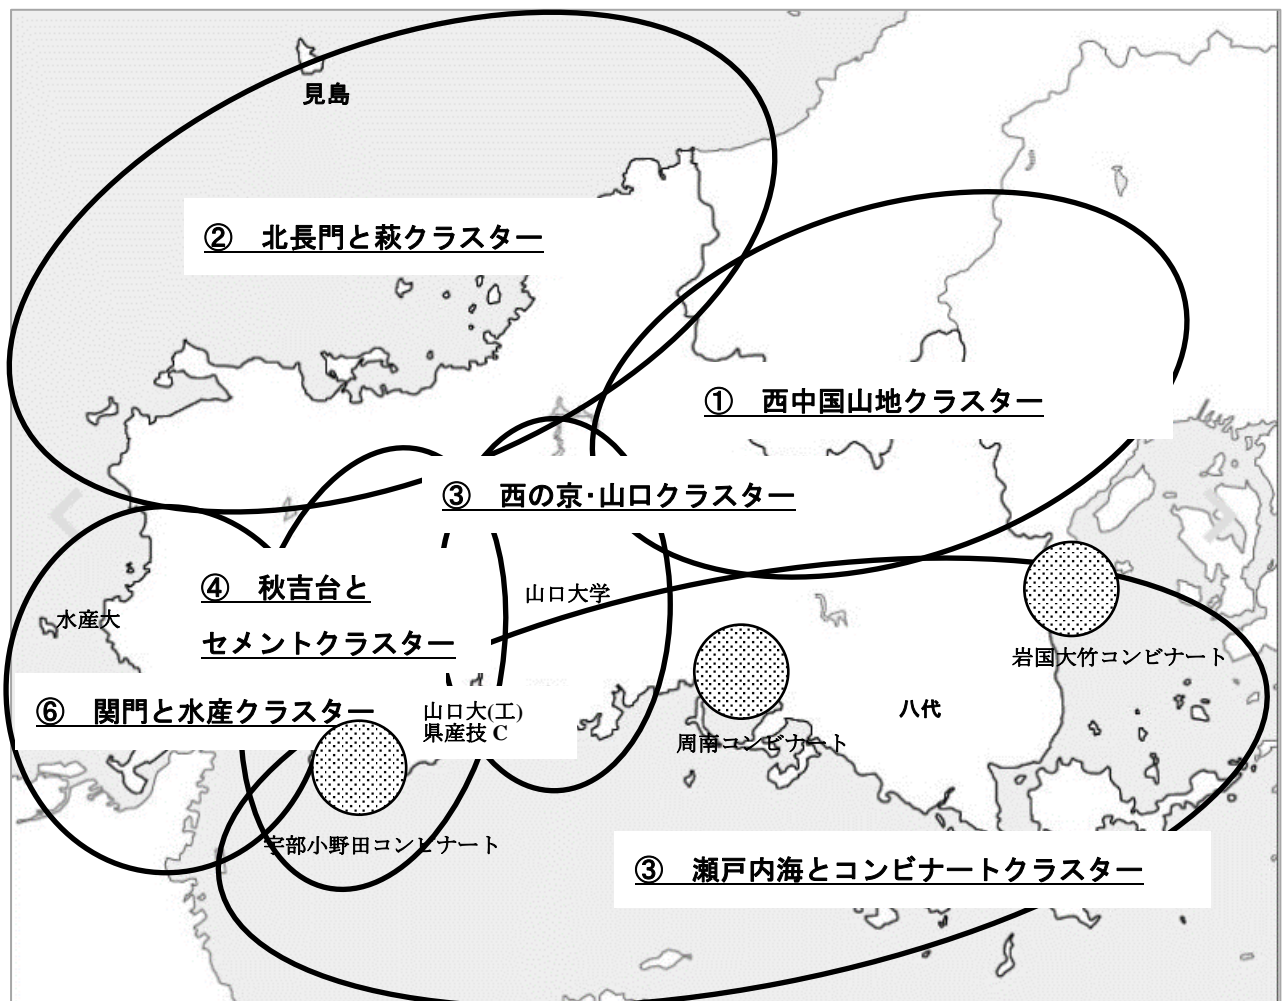 見島
② 北長門と萩クラスター
① 西中国山地クラスター
③ 西の京･山口クラスター
④ 秋吉台と
セメントクラスター
山口大学
水産大
岩国大竹コンビナート
⑥ 関門と水産クラスター
山口大(工)
県産技 C
八代
周南コンビナート
宇部小野田コンビナート
③ 瀬戸内海とコンビナートクラスター